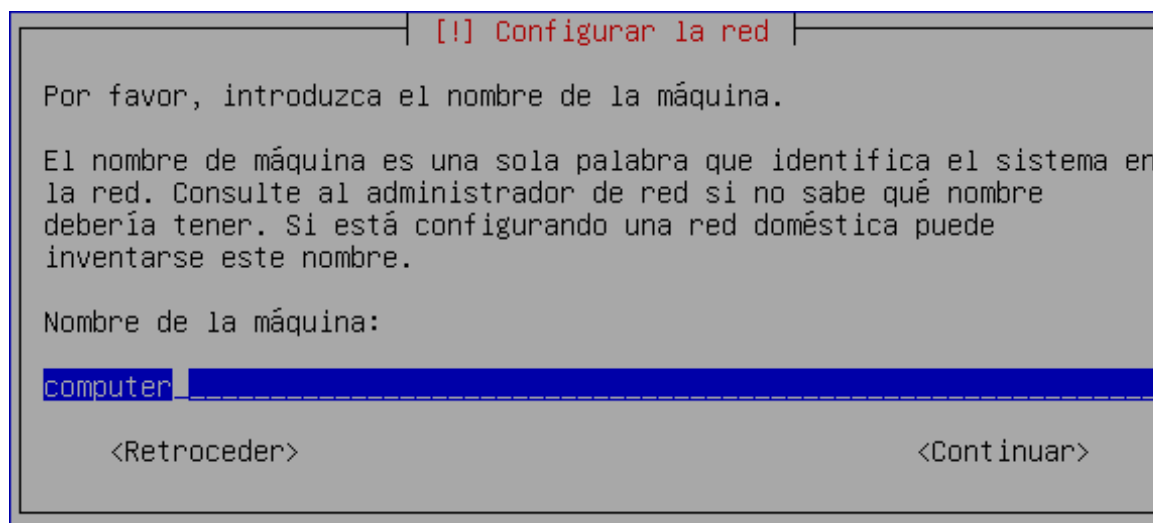 [!] Configurar la red
Por favor, introduzca el nombre de la máquina.
El nombre de máquina es una sola palabra que identifica el sistema en
la red. Consulte al administrador de red si no sabe qué nombre
debería tener. Si está configurando una red doméstica puede
inventarse este nombre.
Nombre de la máquina:
computer
<Retroceder> <Continuar>